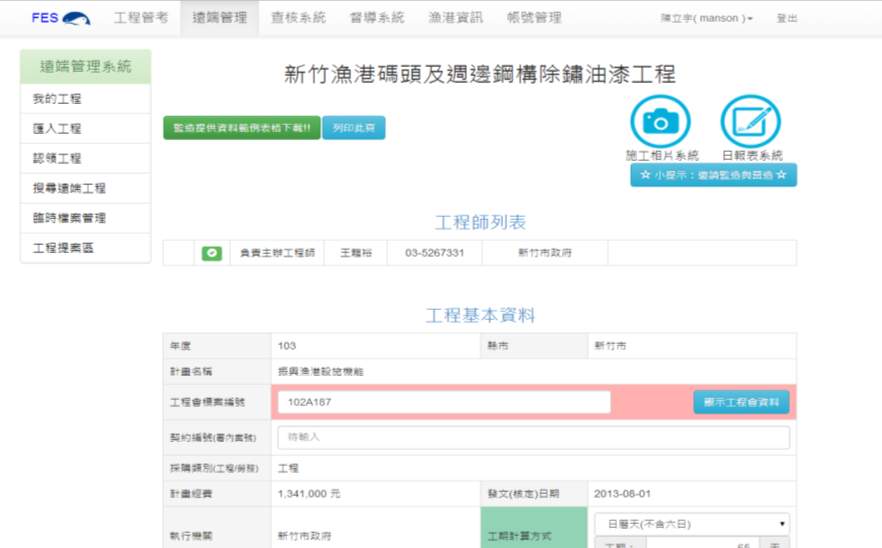 FES 工程管考 遠端管理 查核系統 督導系統 漁港資訊 帳號管理 陳立宇( manson ) 登出
遠端管理系統
我的工程
匯入工程
認領工程
搜尋遠端工程
臨時檔案管理
工程提案區
新竹漁港碼頭及週邊鋼構除鏽油漆工程
監造提供資料範例表格下載!! 列印此頁
施工相片系統 日報表系統
☆ 小提示：邀請監造與營造 ☆
工程師列表
負責主辦工程師 王龍裕 03-5267331 新竹市政府
工程基本資料
年度 103 縣市 新竹市
計畫名稱 振興漁港設施機能
工程會標案編號 102A187 顯示工程會資料
契約編號(署內案號) 待輸入
採購類別(工程/勞務) 工程
計畫經費 1,341,000 元 發文(核定)日期 2013-08-01
執行機關 新竹市政府 工期計算方式 日曆天(不含六日)
工期： 65 天